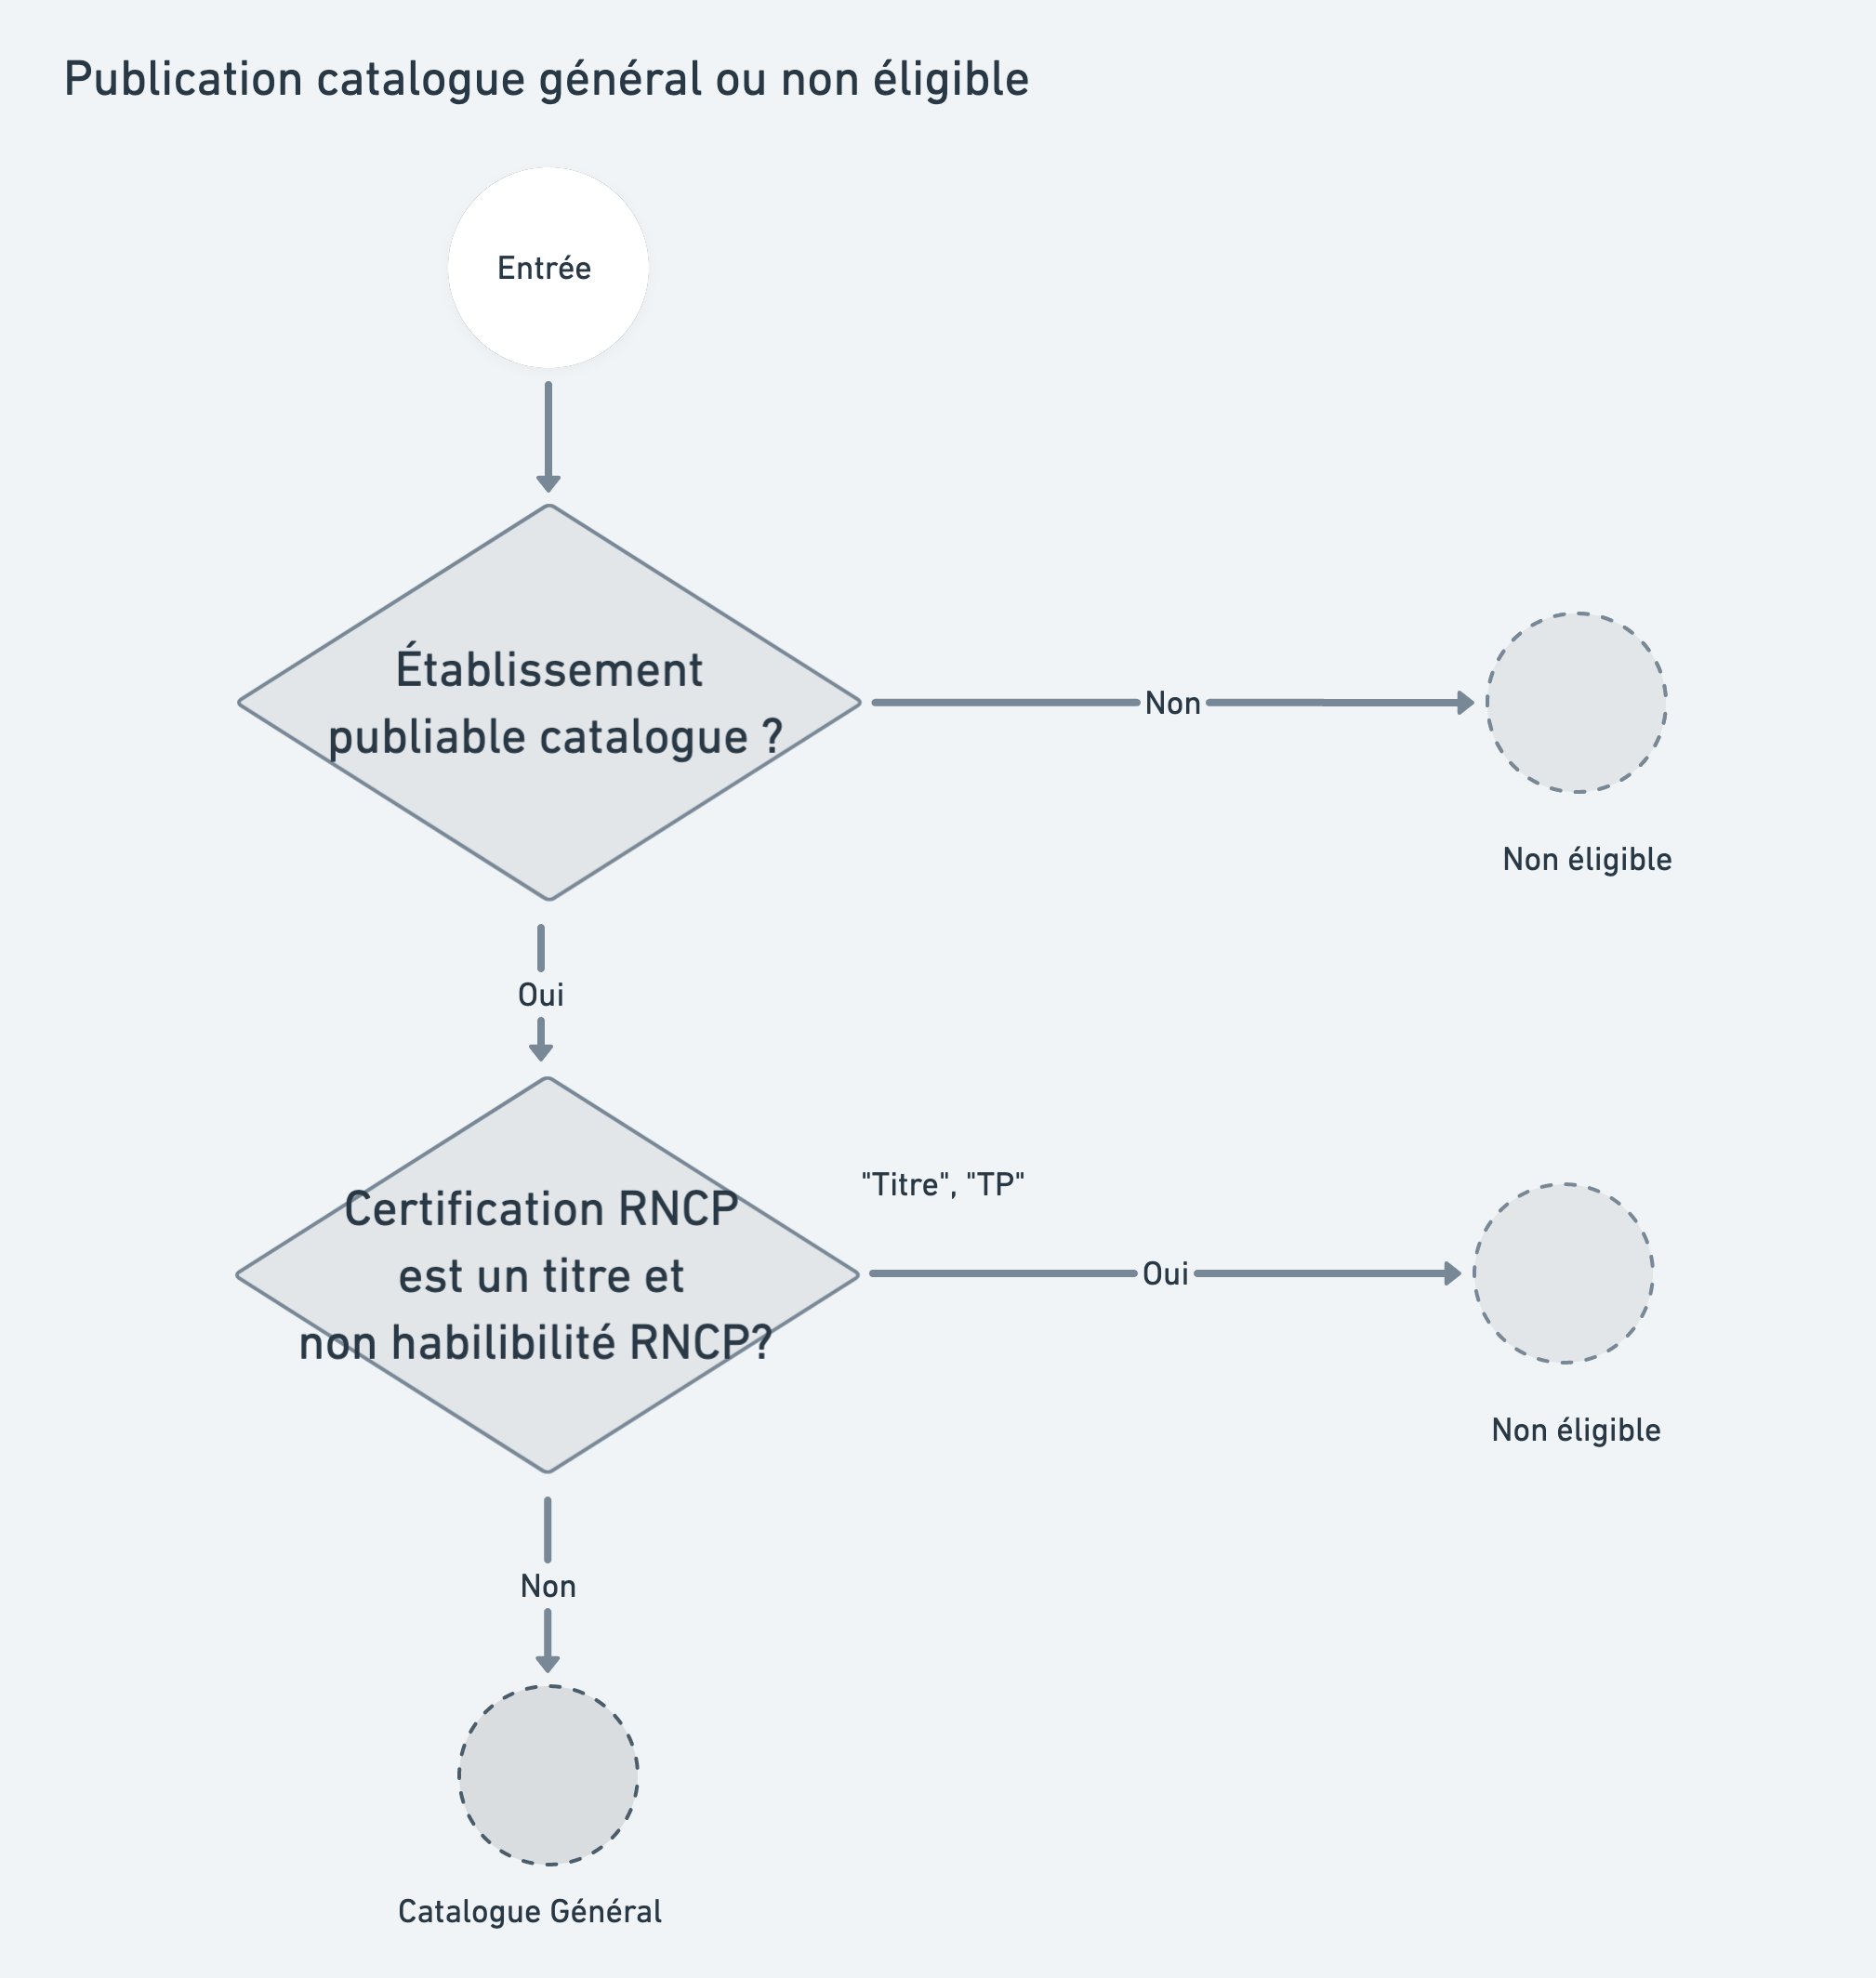 Publication catalogue général ou non éligible
Entrée
Établissement
publiable catalogue ?
Non
Non éligible
Oui
"Titre", "TP"
Certification RNCP
est un titre et
non habilibilité RNCP?
Oui
Non éligible
Non
Catalogue Général